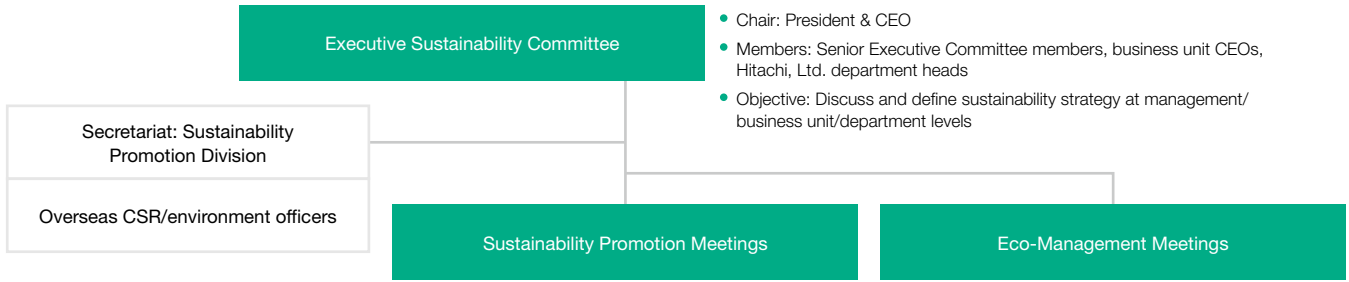 Executive Sustainability Committee
• Chair: President & CEO
• Members: Senior Executive Committee members, business unit CEOs,
Hitachi, Ltd. department heads
• Objective: Discuss and define sustainability strategy at management/
business unit/department levels
Secretariat: Sustainability
Promotion Division
Overseas CSR/environment officers
Sustainability Promotion Meetings
Eco-Management Meetings